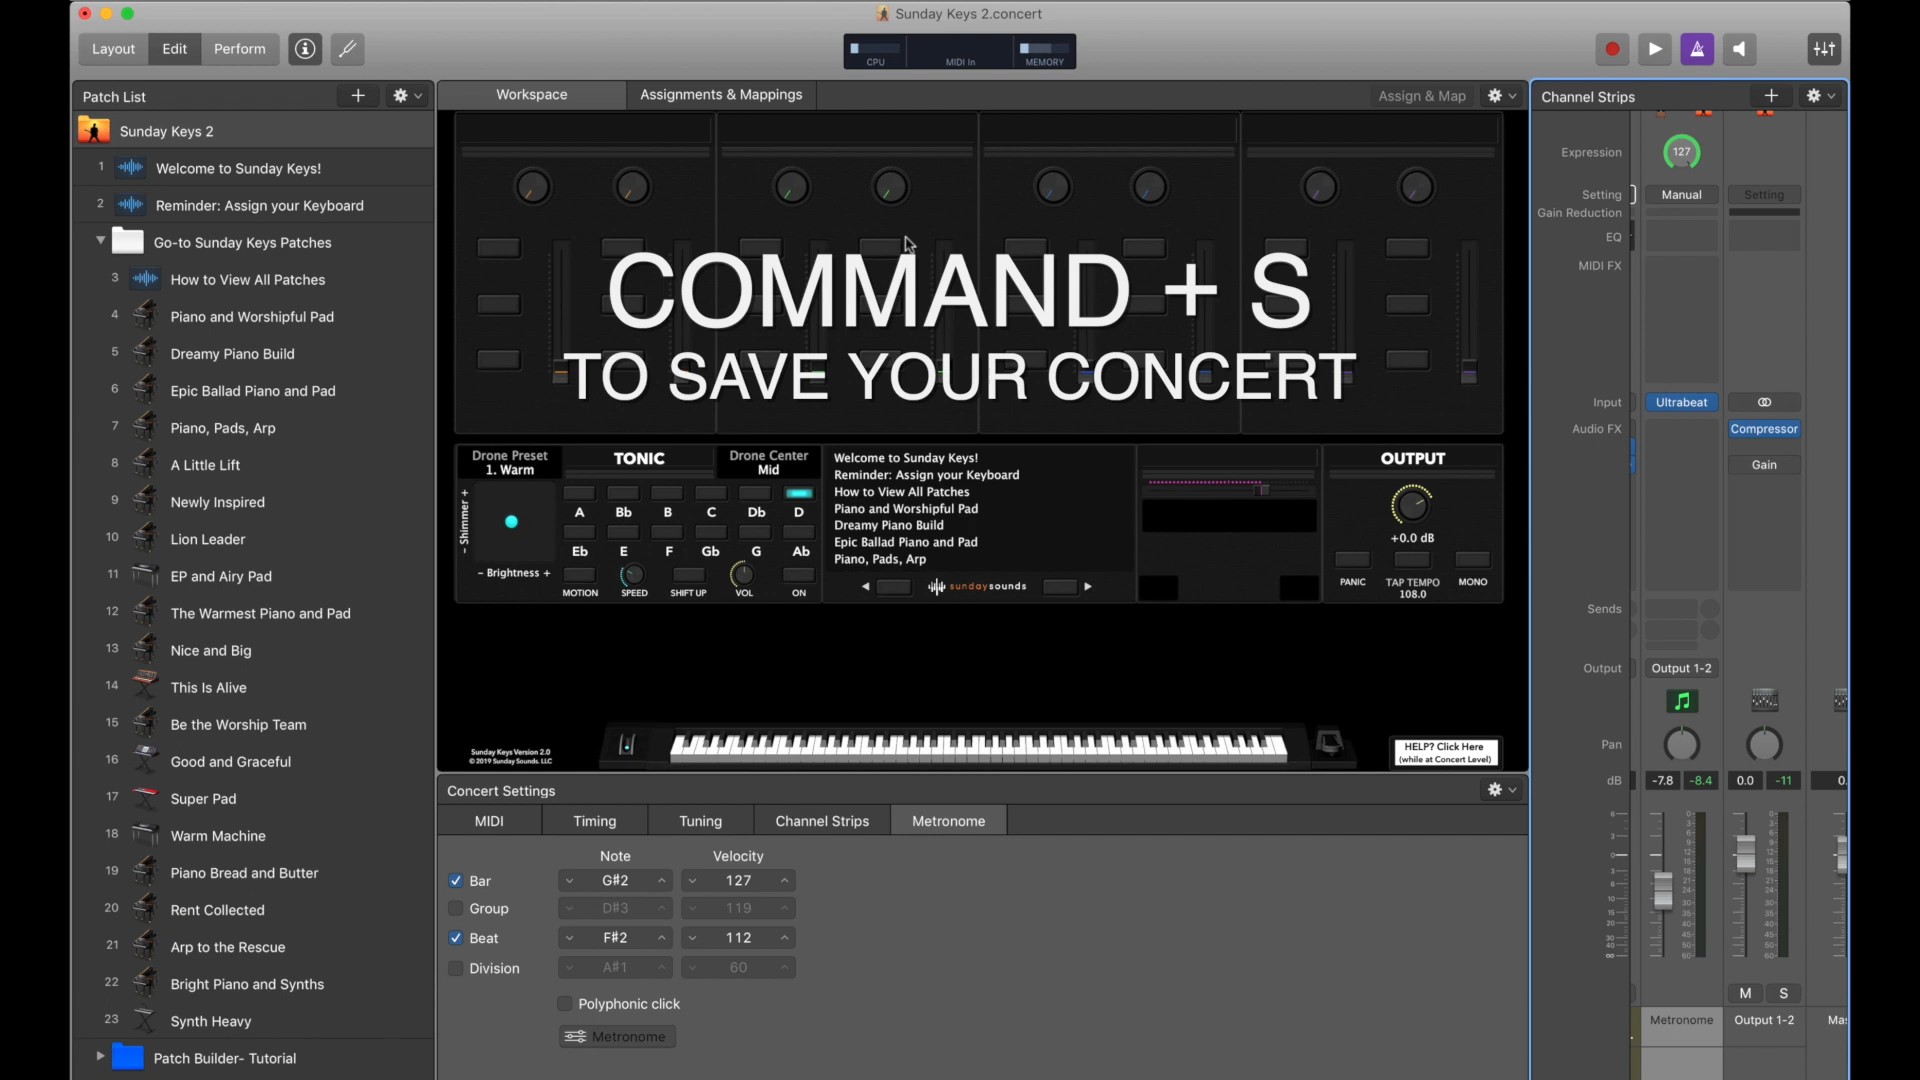 Sunday Keys 2.concert
Layout
Edit
Perform
CPU
MIDI In
MEMORY
Patch List
Sunday Keys 2
1 Welcome to Sunday Keys!
2 Reminder: Assign your Keyboard
Go-to Sunday Keys Patches
3 How to View All Patches
4 Piano and Worshipful Pad
5 Dreamy Piano Build
6 Epic Ballad Piano and Pad
7 Piano, Pads, Arp
8 A Little Lift
9 Newly Inspired
10 Lion Leader
11 EP and Airy Pad
12 The Warmest Piano and Pad
13 Nice and Big
14 This Is Alive
15 Be the Worship Team
16 Good and Graceful
17 Super Pad
18 Warm Machine
19 Piano Bread and Butter
20 Rent Collected
21 Arp to the Rescue
22 Bright Piano and Synths
23 Synth Heavy
Patch Builder- Tutorial
Workspace
Assignments & Mappings
Assign & Map
COMMAND + S
TO SAVE YOUR CONCERT
Drone Preset
1. Warm
TONIC
Drone Center
Mid
- Shimmer +
- Brightness +
A Bb B C Db D
Eb E F Gb G Ab
MOTION SPEED SHIFT UP VOL ON
Welcome to Sunday Keys!
Reminder: Assign your Keyboard
How to View All Patches
Piano and Worshipful Pad
Dreamy Piano Build
Epic Ballad Piano and Pad
Piano, Pads, Arp
sundaysounds
OUTPUT
+0.0 dB
PANIC
TAP TEMPO
108.0
MONO
Sunday Keys Version 2.0
© 2019 Sunday Sounds, LLC
HELP? Click Here
(while at Concert Level)
Concert Settings
MIDI
Timing
Tuning
Channel Strips
Metronome
Note Velocity
Bar G#2 127
Group D#3 119
Beat F#2 112
Division A#1 60
Polyphonic click
Metronome
Channel Strips
Expression 127
Setting Manual Setting
Gain Reduction
EQ
MIDI FX
Input Ultrabeat
Audio FX Compressor
Gain
Sends
Output Output 1-2
Pan
dB -7.8 -8.4 0.0 -11 0.
M S
Metronome Output 1-2 Mas